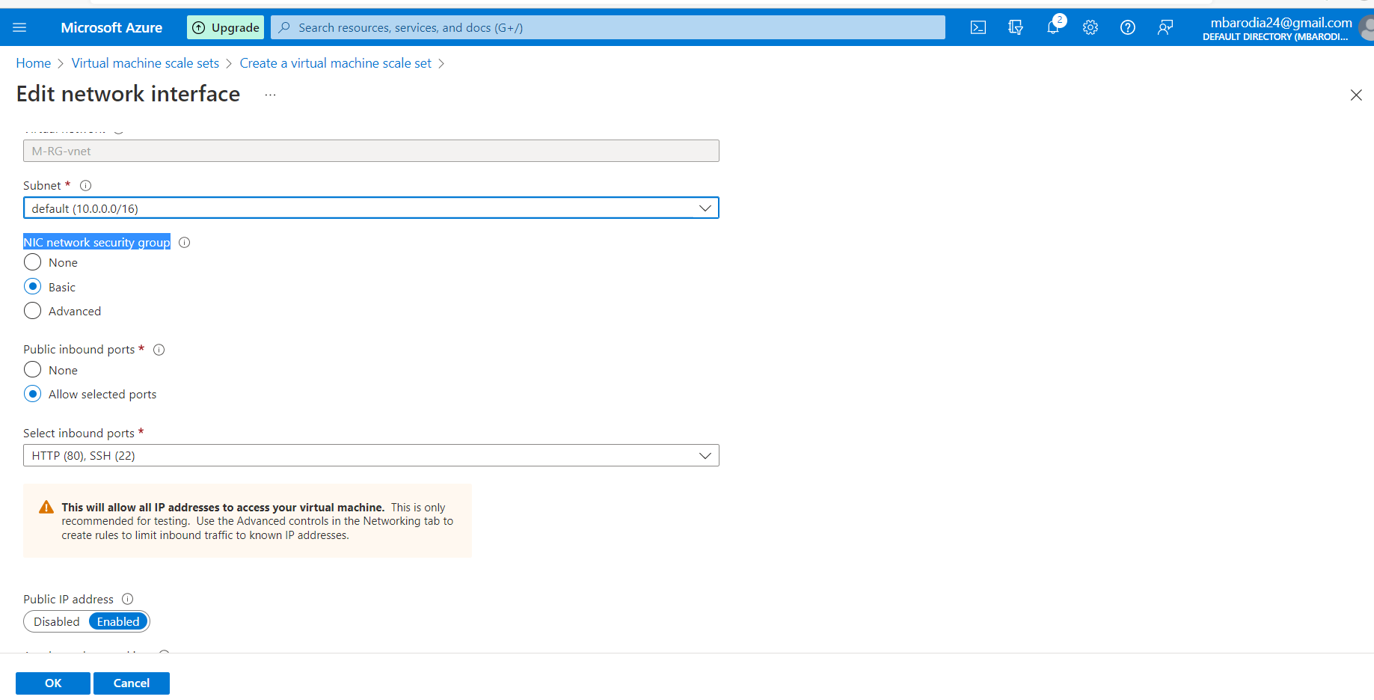 Microsoft Azure
Upgrade
Search resources, services, and docs (G+/)
2
mbarodia24@gmail.com
DEFAULT DIRECTORY (MBARODI...
Home > Virtual machine scale sets > Create a virtual machine scale set >
Edit network interface ...
M-RG-vnet
Subnet *
default (10.0.0.0/16)
NIC network security group
None
Basic
Advanced
Public inbound ports *
None
Allow selected ports
Select inbound ports *
HTTP (80), SSH (22)
This will allow all IP addresses to access your virtual machine. This is only
recommended for testing. Use the Advanced controls in the Networking tab to
create rules to limit inbound traffic to known IP addresses.
Public IP address
Disabled Enabled
OK Cancel